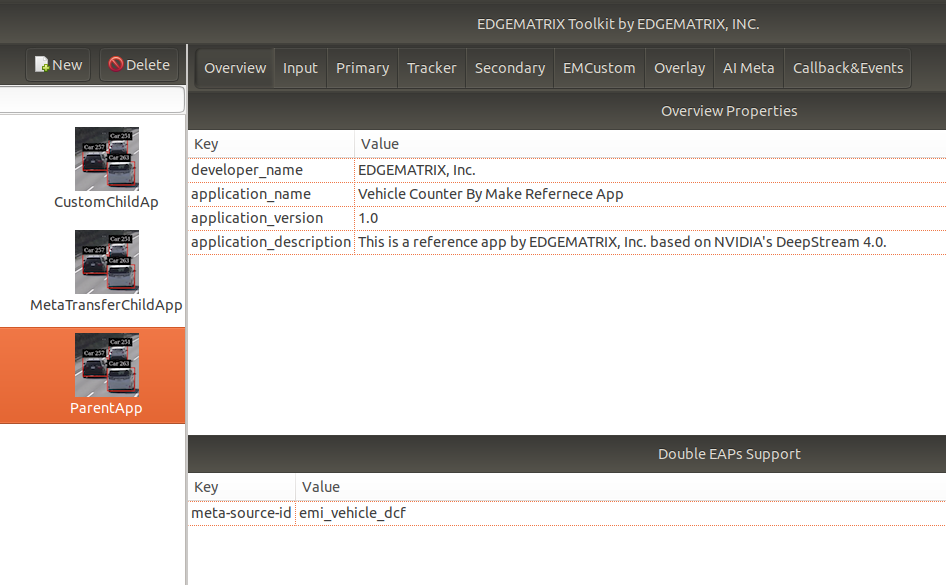 EDGEMATRIX Toolkit by EDGEMATRIX, INC.
New Delete
Overview Input Primary Tracker Secondary EMCustom Overlay AI Meta Callback&Events
Overview Properties
Key Value
developer_name EDGEMATRIX, Inc.
application_name Vehicle Counter By Make Refernece App
application_version 1.0
application_description This is a reference app by EDGEMATRIX, Inc. based on NVIDIA's DeepStream 4.0.
Car 251
Car 257
Car 263
CustomChildAp
Car 251
Car 257
Car 263
MetaTransferChildApp
Car 251
Car 257
Car 263
ParentApp
Double EAPs Support
Key Value
meta-source-id emi_vehicle_dcf